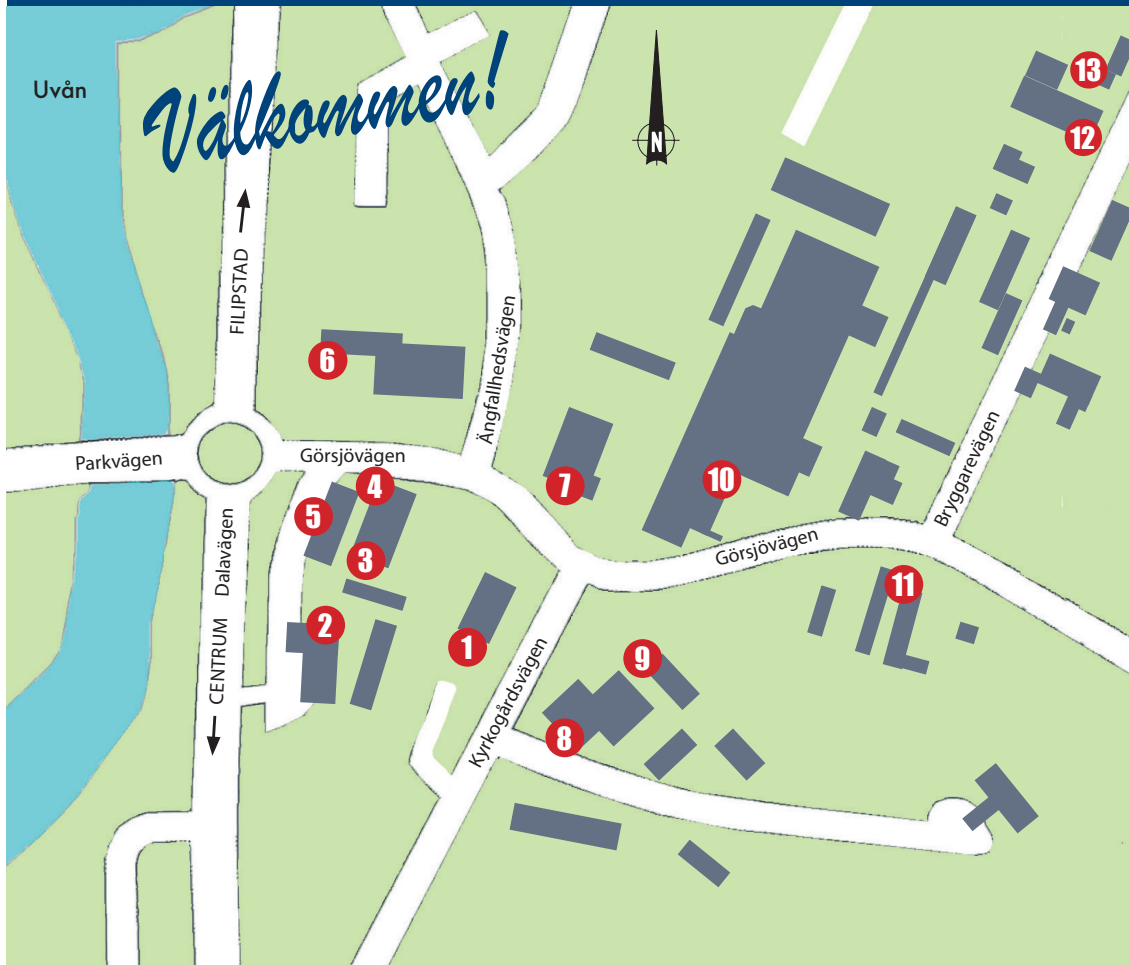 Uvån
Välkommen!
N
13
12
FILIPSTAD
Ängfallhedsvägen
6
Parkvägen
Görsjövägen
4
7
10
5
3
Dalavägen
CENTRUM
Bryggarevägen
Görsjövägen
11
2
1
9
Kyrkogårdsvägen
8